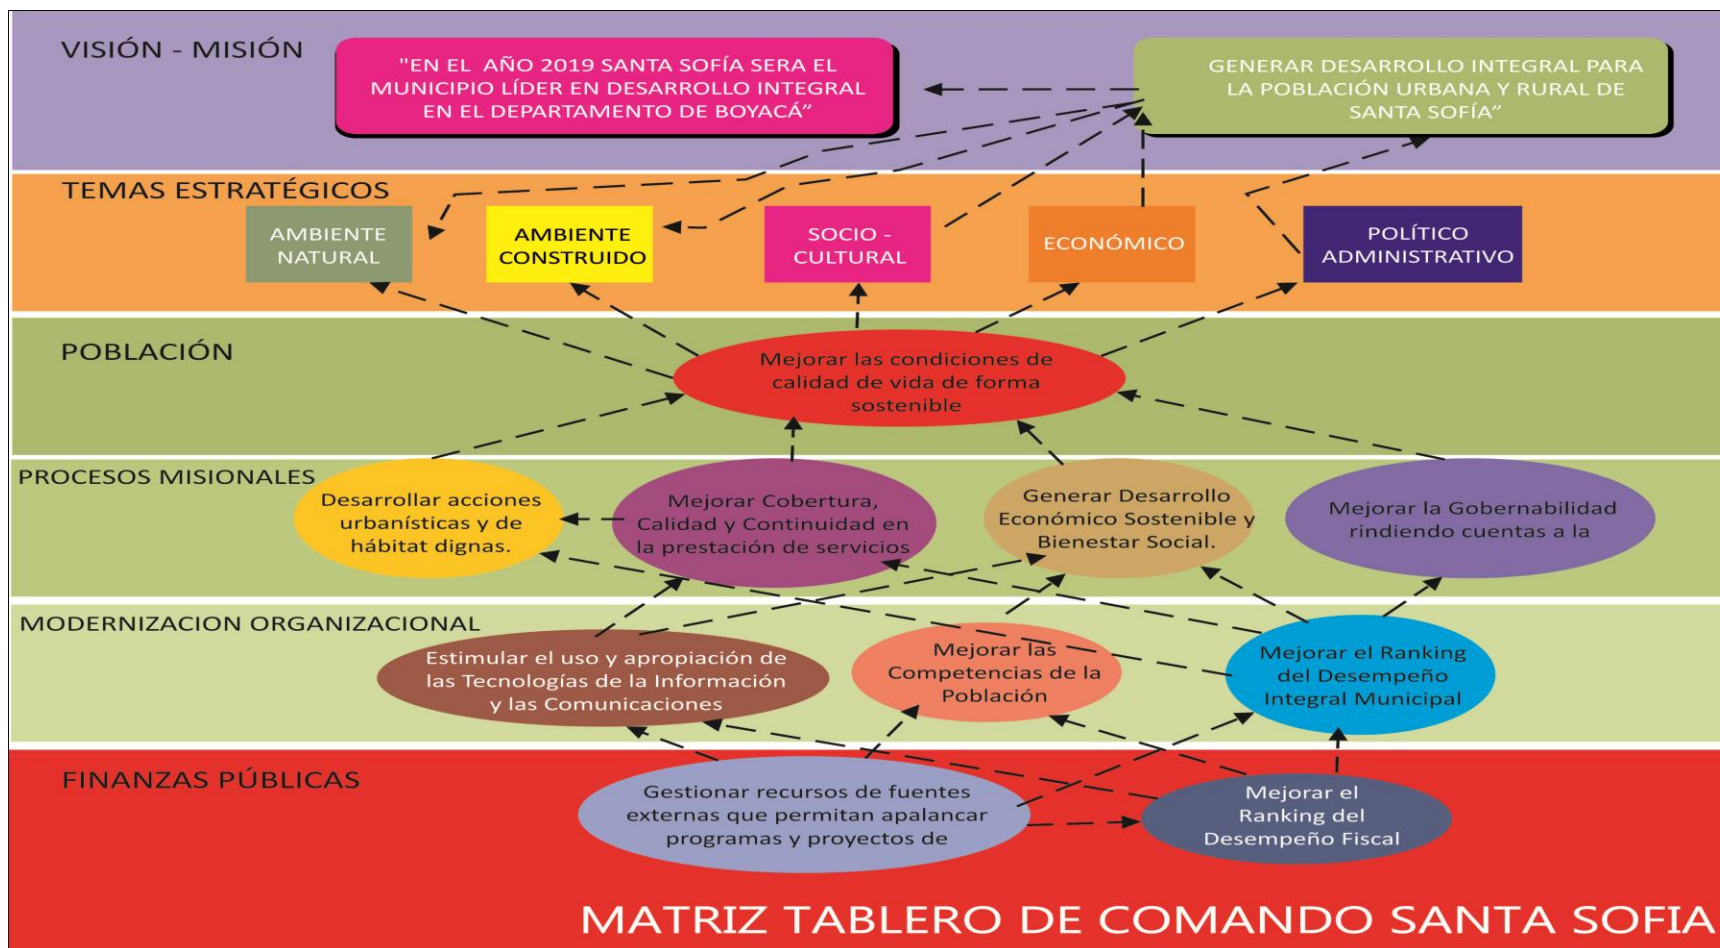 VISIÓN - MISIÓN
"EN EL AÑO 2019 SANTA SOFÍA SERA EL
MUNICIPIO LÍDER EN DESARROLLO INTEGRAL
EN EL DEPARTAMENTO DE BOYACÁ”
GENERAR DESARROLLO INTEGRAL PARA
LA POBLACIÓN URBANA Y RURAL DE
SANTA SOFÍA”
TEMAS ESTRATÉGICOS
AMBIENTE
NATURAL
AMBIENTE
CONSTRUIDO
SOCIO -
CULTURAL
ECONÓMICO
POLÍTICO
ADMINISTRATIVO
POBLACIÓN
Mejorar las condiciones de
calidad de vida de forma
sostenible
PROCESOS MISIONALES
Desarrollar acciones
urbanísticas y de
hábitat dignas.
Mejorar Cobertura,
Calidad y Continuidad en
la prestación de servicios
Generar Desarrollo
Económico Sostenible y
Bienestar Social.
Mejorar la Gobernabilidad
rindiendo cuentas a la
MODERNIZACION ORGANIZACIONAL
Estimular el uso y apropiación de
las Tecnologías de la Información
y las Comunicaciones
Mejorar las
Competencias de la
Población
Mejorar el Ranking
del Desempeño
Integral Municipal
FINANZAS PÚBLICAS
Gestionar recursos de fuentes
externas que permitan apalancar
programas y proyectos de
Mejorar el
Ranking del
Desempeño Fiscal
MATRIZ TABLERO DE COMANDO SANTA SOFIA